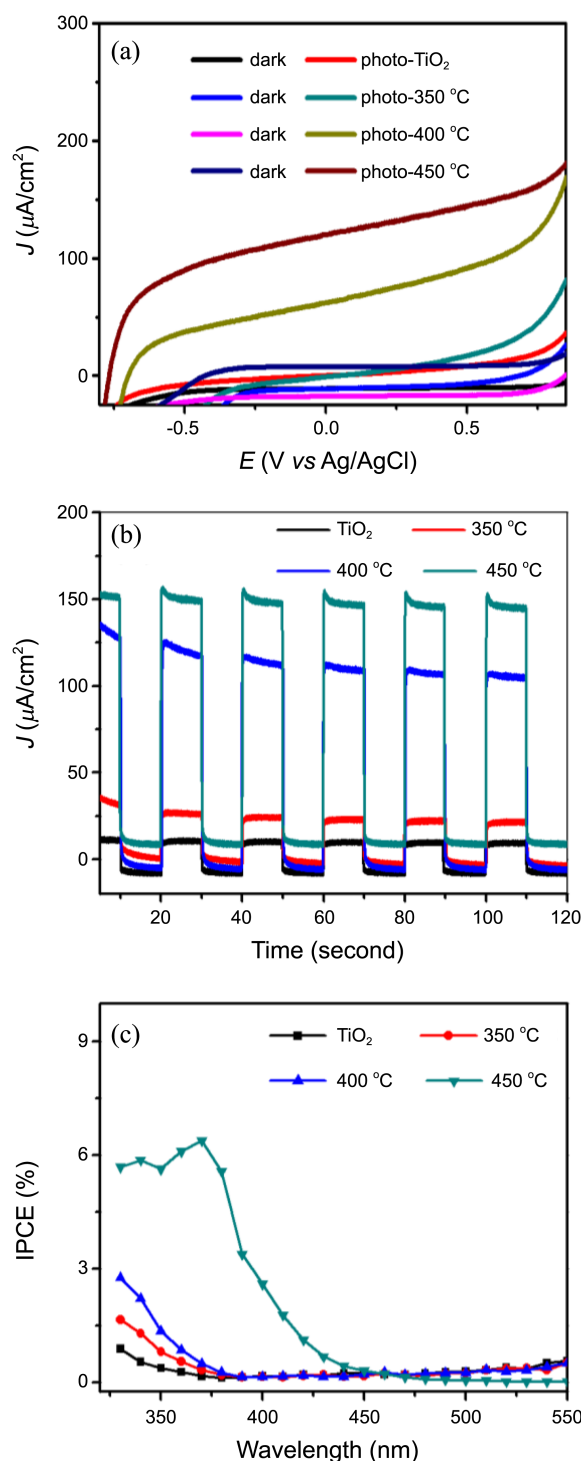 (a)
dark photo-TiO₂
dark photo-350 °C
dark photo-400 °C
dark photo-450 °C
300
200
100
0
J (μA/cm²)
-0.5 0.0 0.5
E (V vs Ag/AgCl)
(b)
TiO₂ 350 °C
400 °C 450 °C
200
150
100
50
0
J (μA/cm²)
20 40 60 80 100 120
Time (second)
(c)
TiO₂ 350 °C
400 °C 450 °C
9
6
3
0
IPCE (%)
350 400 450 500 550
Wavelength (nm)